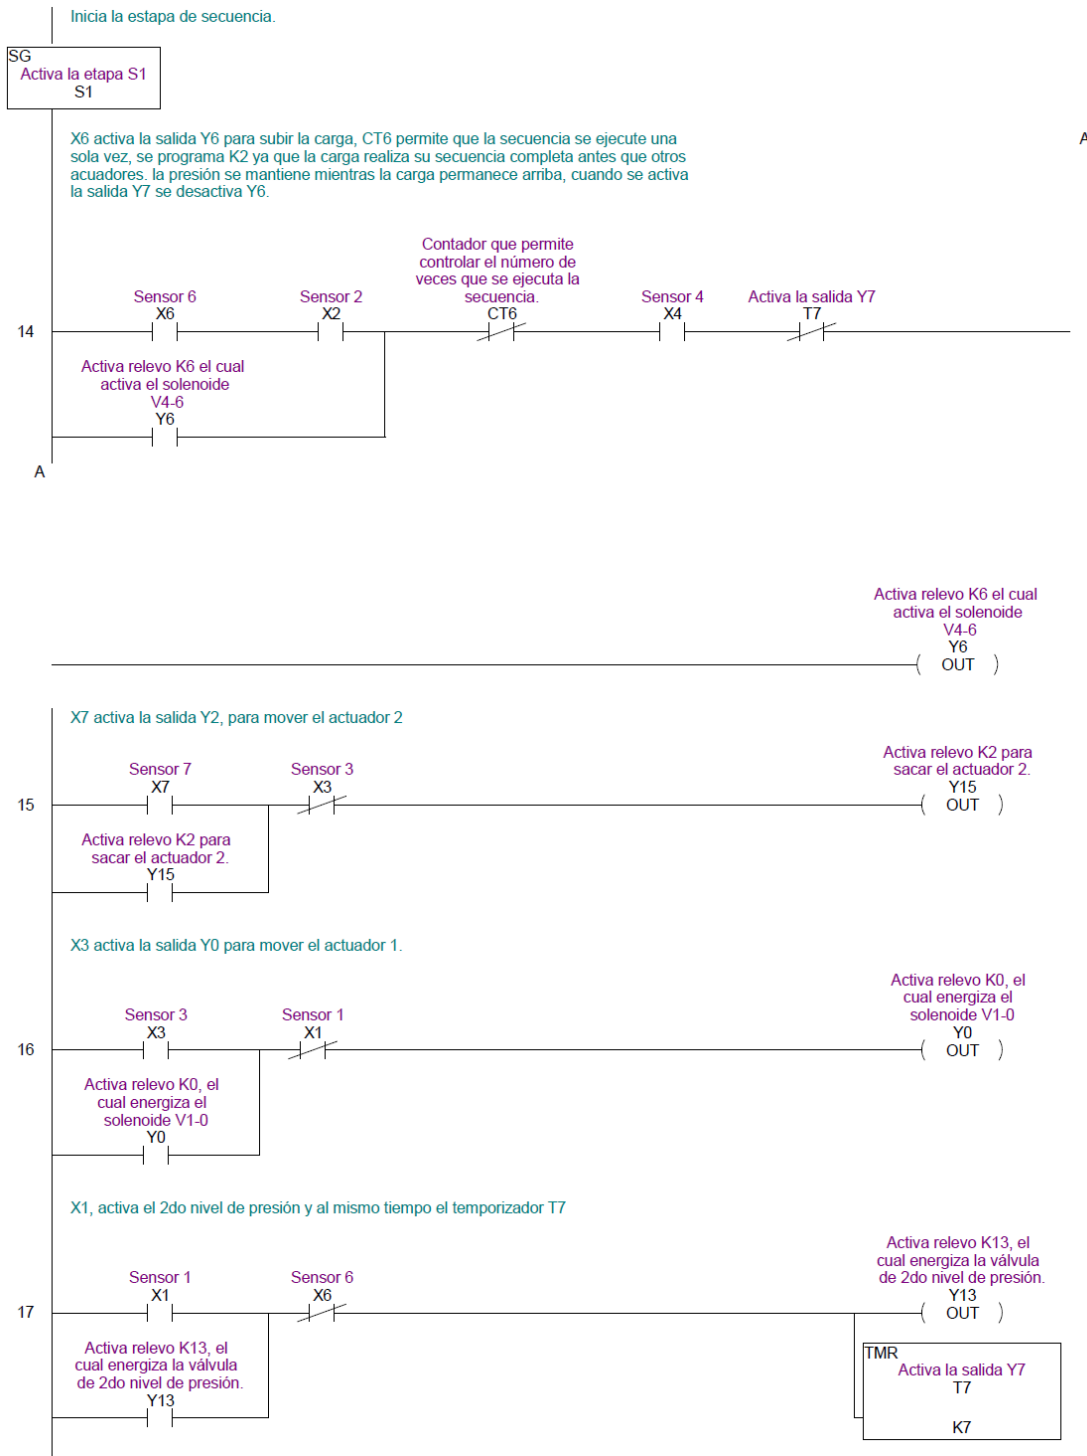 Inicia la estapa de secuencia.
SG
Activa la etapa S1
S1
X6 activa la salida Y6 para subir la carga, CT6 permite que la secuencia se ejecute una
sola vez, se programa K2 ya que la carga realiza su secuencia completa antes que otros
acuadores. la presión se mantiene mientras la carga permanece arriba, cuando se activa
la salida Y7 se desactiva Y6.
A
Contador que permite
controlar el número de
veces que se ejecuta la
secuencia.
Sensor 6
Sensor 2
Sensor 4
Activa la salida Y7
X6
X2
CT6
X4
T7
14
Activa relevo K6 el cual
activa el solenoide
V4-6
Y6
A
Activa relevo K6 el cual
activa el solenoide
V4-6
Y6
OUT
X7 activa la salida Y2, para mover el actuador 2
Sensor 7
X7
Sensor 3
X3
Activa relevo K2 para
sacar el actuador 2.
Y15
OUT
15
Activa relevo K2 para
sacar el actuador 2.
Y15
X3 activa la salida Y0 para mover el actuador 1.
Sensor 3
X3
Sensor 1
X1
Activa relevo K0, el
cual energiza el
solenoide V1-0
Y0
OUT
16
Activa relevo K0, el
cual energiza el
solenoide V1-0
Y0
X1, activa el 2do nivel de presión y al mismo tiempo el temporizador T7
Sensor 1
X1
Sensor 6
X6
Activa relevo K13, el
cual energiza la válvula
de 2do nivel de presión.
Y13
OUT
17
Activa relevo K13, el
cual energiza la válvula
de 2do nivel de presión.
Y13
TMR
Activa la salida Y7
T7
K7